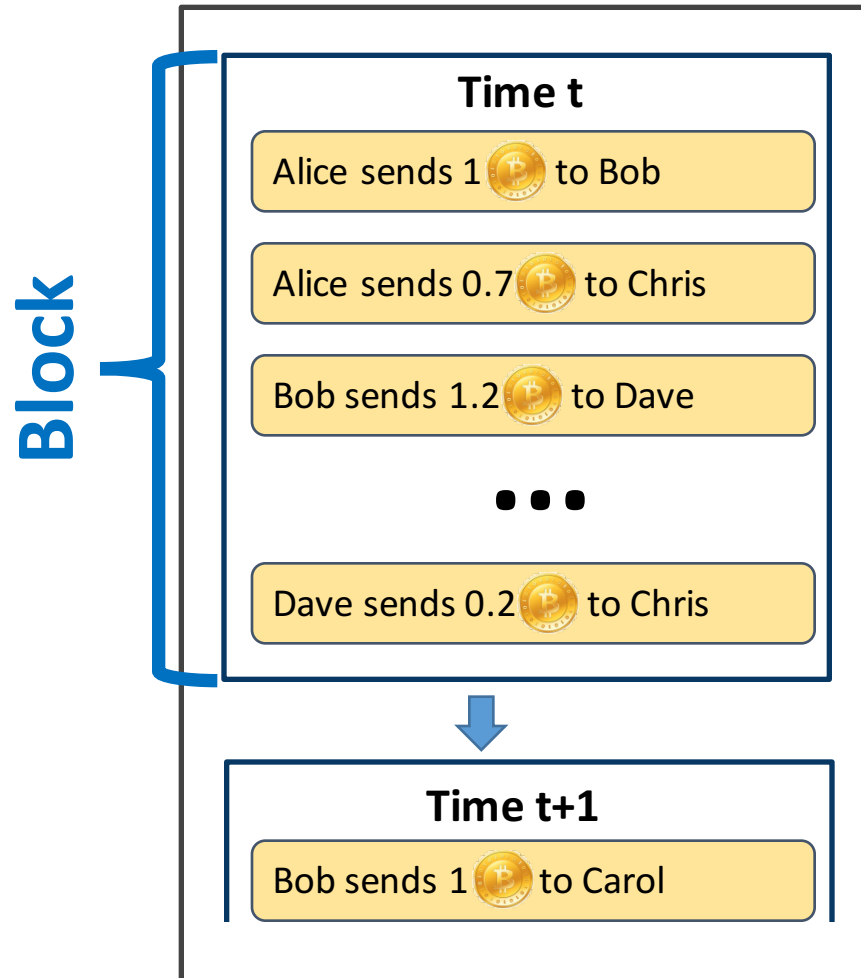 Block
Time t
Alice sends 1 to Bob
Alice sends 0.7 to Chris
Bob sends 1.2 to Dave
...
Dave sends 0.2 to Chris
Time t+1
Bob sends 1 to Carol